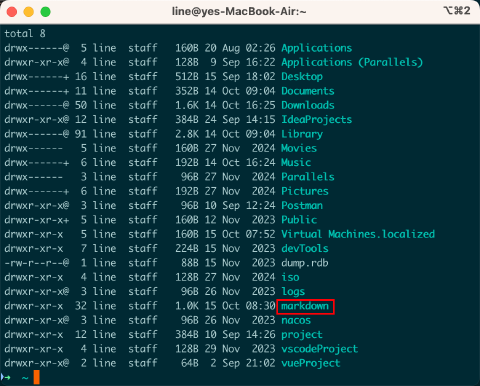 line@yes-MacBook-Air:~ ⌥⌘2
total 8
drwx------@  5 line  staff   160B 20 Aug 02:26 Applications
drwxr-xr-x@  4 line  staff   128B  9 Sep 16:22 Applications (Parallels)
drwx------+ 16 line  staff   512B 15 Sep 18:02 Desktop
drwx------+ 11 line  staff   352B 14 Oct 09:04 Documents
drwx------@ 50 line  staff   1.6K 14 Oct 16:25 Downloads
drwxr-xr-x@ 12 line  staff   384B 24 Sep 14:15 IdeaProjects
drwx------@ 91 line  staff   2.8K 14 Oct 09:04 Library
drwx------   5 line  staff   160B 27 Nov  2024 Movies
drwx------+  6 line  staff   192B 14 Oct 16:24 Music
drwx------   3 line  staff    96B 27 Nov  2024 Parallels
drwx------+  6 line  staff   192B 14 Oct 09:04 Pictures
drwxr-xr-x@  3 line  staff    96B 10 Sep 12:24 Postman
drwxr-xr-x+  5 line  staff   160B 12 Nov  2023 Public
drwxr-xr-x   5 line  staff   160B 15 Oct 07:52 Virtual Machines.localized
drwxr-xr-x   7 line  staff   224B 15 Nov  2023 devTools
-rw-r--r--@  1 line  staff    88B 15 Nov  2023 dump.rdb
drwxr-xr-x   4 line  staff   128B 27 Nov  2024 iso
drwxr-xr-x@  3 line  staff    96B 26 Nov  2023 logs
drwxr-xr-x  32 line  staff   1.0K 15 Oct 08:30 markdown
drwxr-xr-x@  3 line  staff    96B 26 Nov  2023 nacos
drwxr-xr-x  12 line  staff   384B 10 Sep 14:26 project
drwxr-xr-x   4 line  staff   128B 29 Nov  2023 vscodeProject
drwxr-xr-x@  2 line  staff    64B  2 Sep 21:02 vueProject
➜  ~